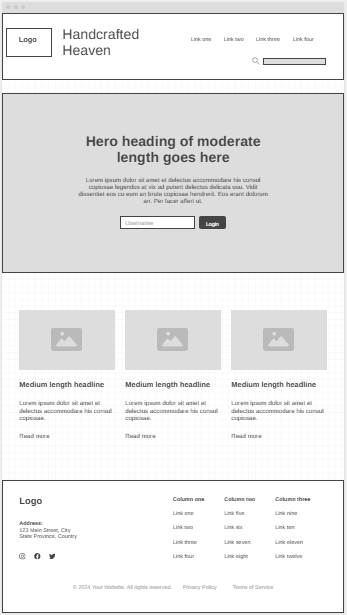 Logo
Handcrafted
Heaven
Link one Link two Link three Link four
Hero heading of moderate
length goes here
Lorem ipsum dolor sit amet et delectus accommodare his consul
copiosae legendos at vix ad putent delectus delicata usu. Vidit
dissentiet eos cu eum an brute copiosae hendrerit. Eos erant dolorum
an. Per facer affert ut.
Username
Login
Medium length headline
Lorem ipsum dolor sit amet et
delectus accommodare his consul
copiosae.
Read more
Medium length headline
Lorem ipsum dolor sit amet et
delectus accommodare his consul
copiosae.
Read more
Medium length headline
Lorem ipsum dolor sit amet et
delectus accommodare his consul
copiosae.
Read more
Logo
Address:
123 Main Street, City
State Province, Country
Column one
Link one
Link two
Link three
Link four
Column two
Link five
Link six
Link seven
Link eight
Column three
Link nine
Link ten
Link eleven
Link twelve
© 2024 Your Website. All rights reserved. Privacy Policy Terms of Service